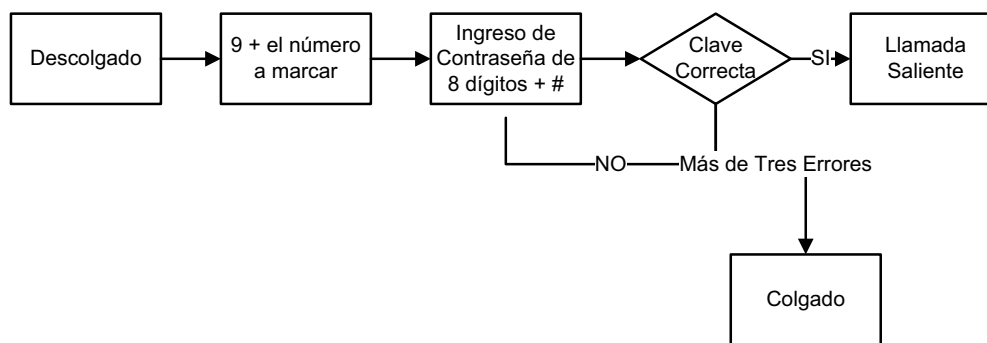 Descolgado
9 + el número
a marcar
Ingreso de
Contraseña de
8 dígitos + #
Clave
Correcta
SI
Llamada
Saliente
NO
Más de Tres Errores
Colgado